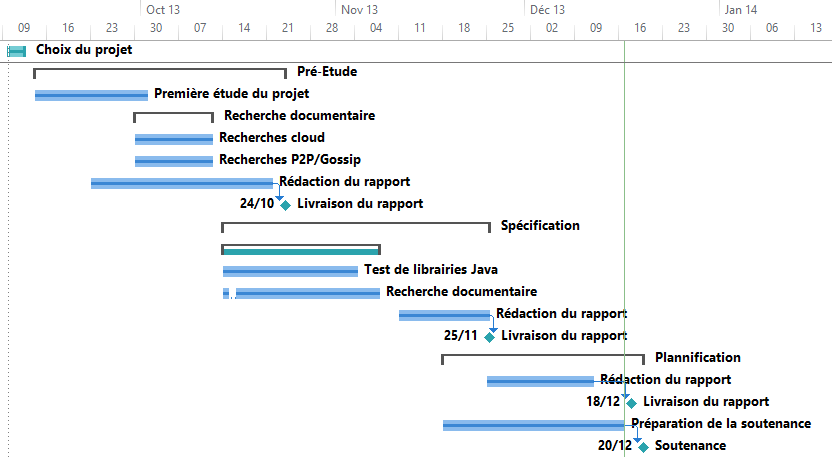 Oct 13 Nov 13 Déc 13 Jan 14
09 16 23 30 07 14 21 28 04 11 18 25 02 09 16 23 30 06 13
Choix du projet
Pré-Etude
Première étude du projet
Recherche documentaire
Recherches cloud
Recherches P2P/Gossip
Rédaction du rapport
24/10 Livraison du rapport
Spécification
Test de librairies Java
Recherche documentaire
Rédaction du rapport
25/11 Livraison du rapport
Plannification
Rédaction du rapport
18/12 Livraison du rapport
Préparation de la soutenance
20/12 Soutenance